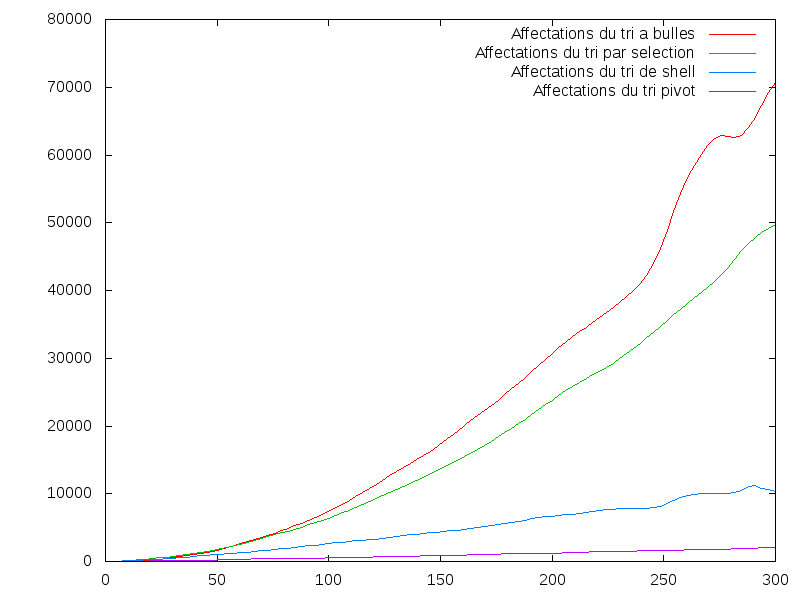 80000
70000
60000
50000
40000
30000
20000
10000
0
0 50 100 150 200 250 300
Affectations du tri a bulles
Affectations du tri par selection
Affectations du tri de shell
Affectations du tri pivot